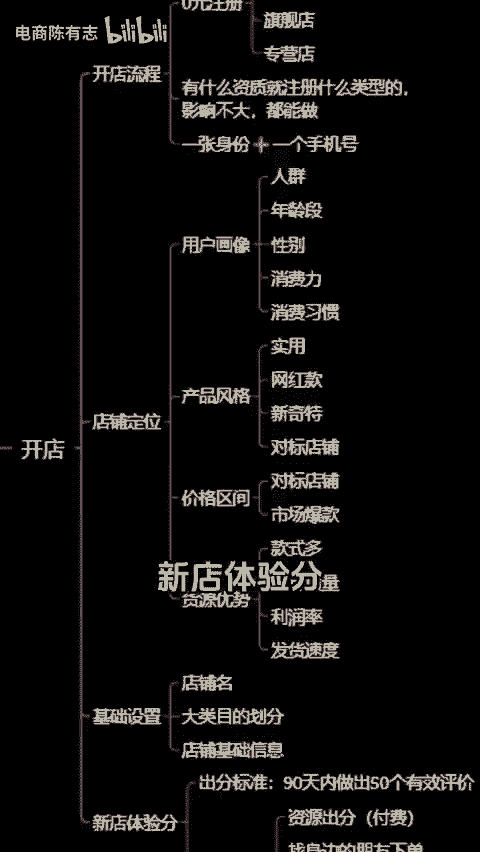 电商陈有志 bilibili
0元注册
旗舰店
专营店
开店流程
有什么资质就注册什么类型的,
影响不大,都能做
一张身份 + 一个手机号
人群
年龄段
用户画像
性别
消费力
消费习惯
实用
网红款
产品风格
新奇特
店铺定位
开店
对标店铺
对标店铺
价格区间
市场爆款
款式多
新店体验分
量
货源优势
利润率
发货速度
店铺名
基础设置
大类目的划分
店铺基础信息
出分标准:90天内做出50个有效评价
资源出分(付费)
新店体验分
找身边的朋友下单